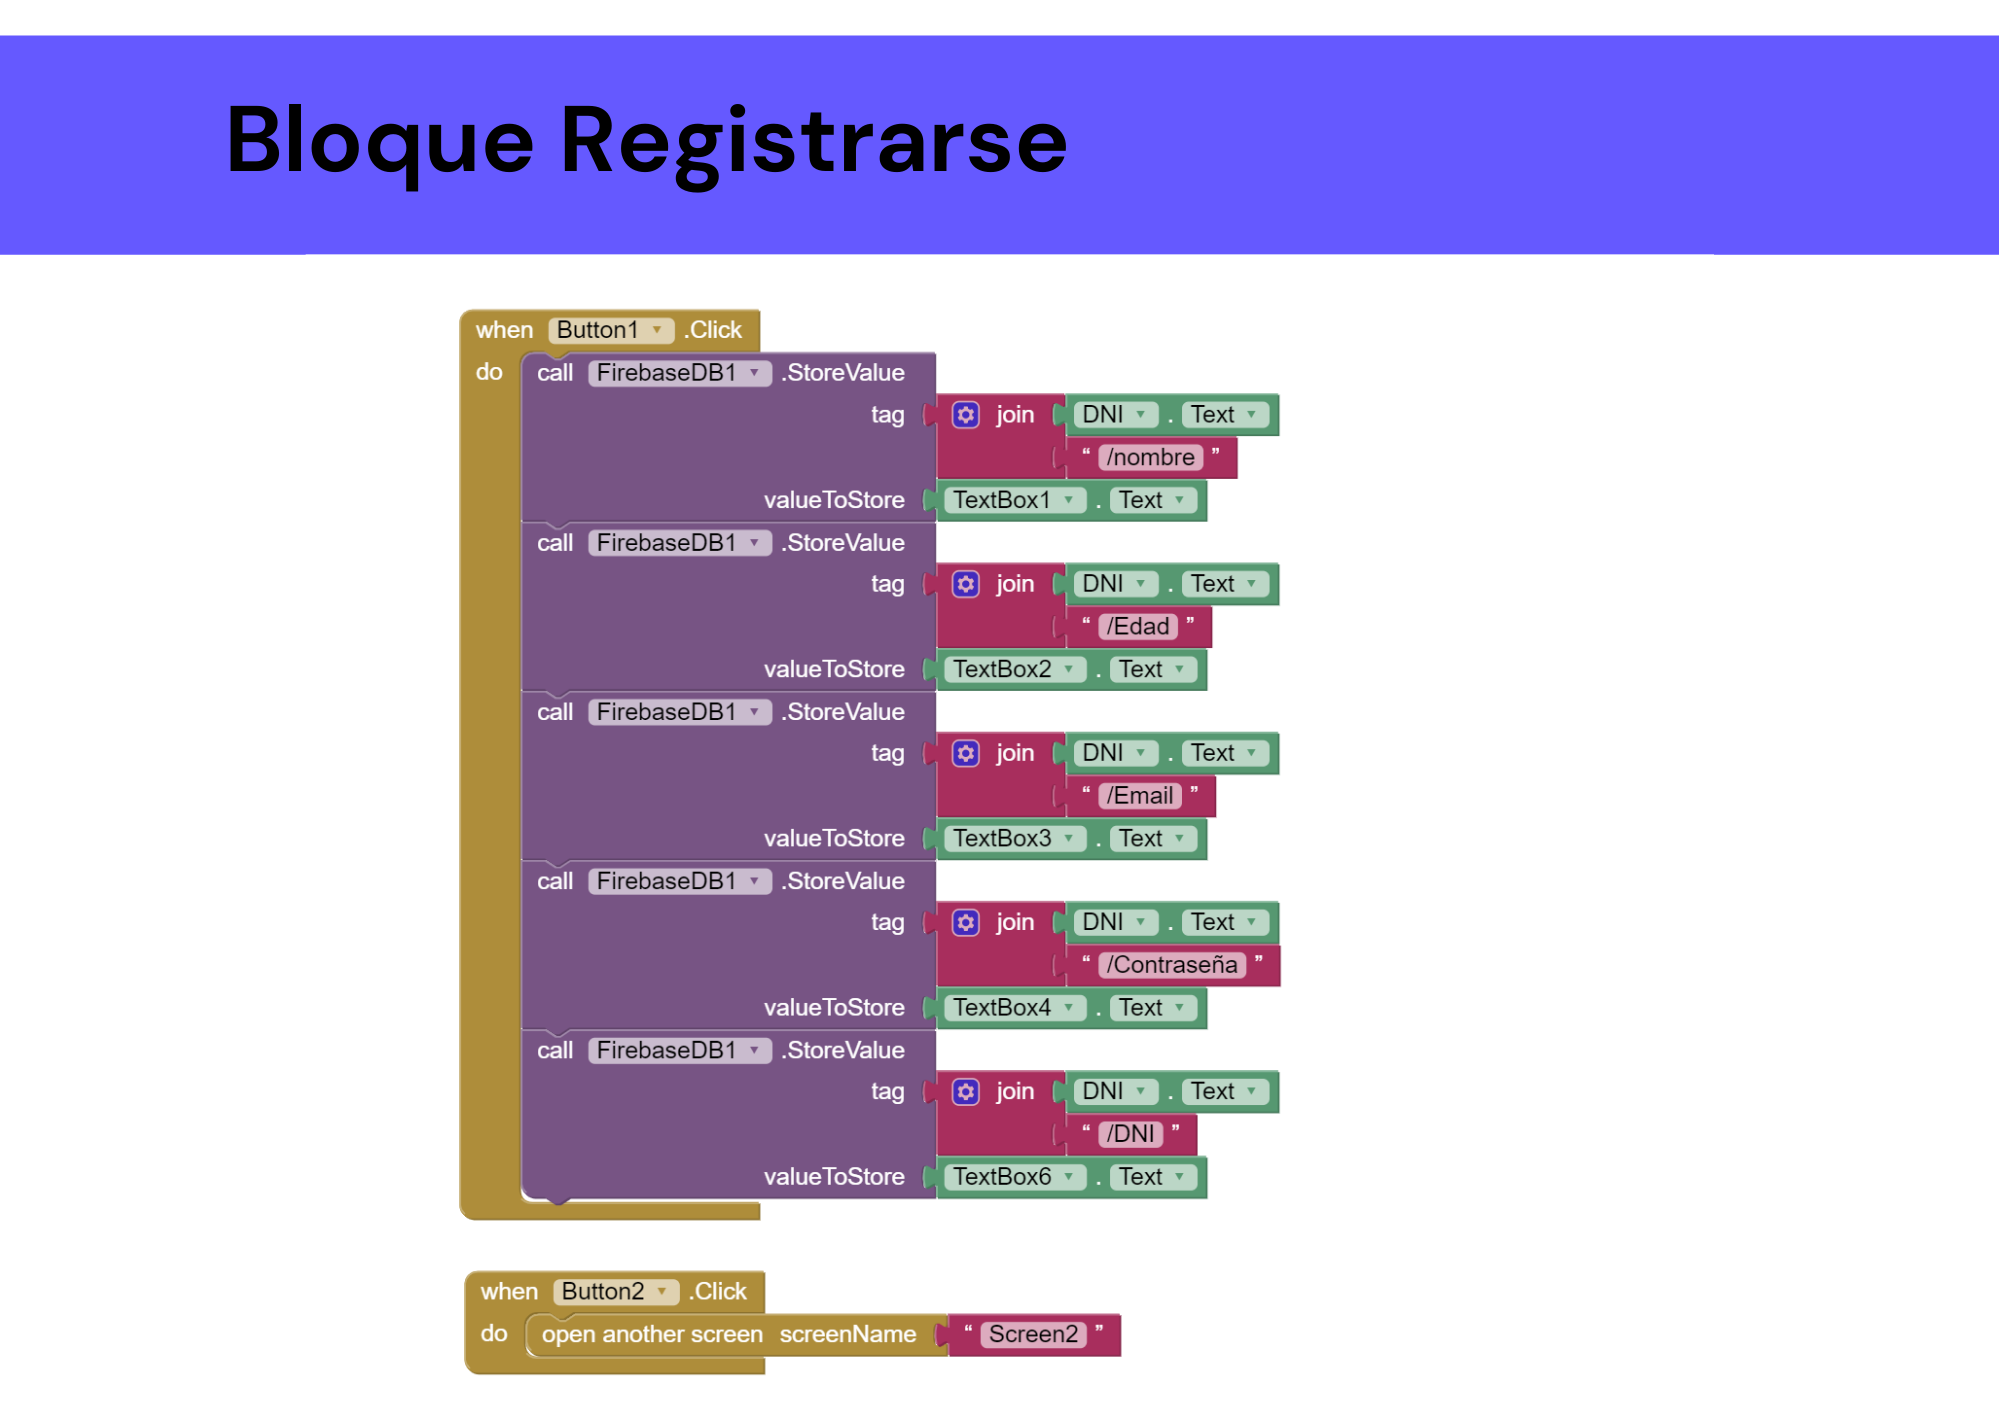 Bloque Registrarse
when Button1 .Click
do call FirebaseDB1 .StoreValue
tag join DNI . Text
“ /nombre ”
valueToStore TextBox1 . Text
call FirebaseDB1 .StoreValue
tag join DNI . Text
“ /Edad ”
valueToStore TextBox2 . Text
call FirebaseDB1 .StoreValue
tag join DNI . Text
“ /Email ”
valueToStore TextBox3 . Text
call FirebaseDB1 .StoreValue
tag join DNI . Text
“ /Contraseña ”
valueToStore TextBox4 . Text
call FirebaseDB1 .StoreValue
tag join DNI . Text
“ /DNI ”
valueToStore TextBox6 . Text
when Button2 .Click
do open another screen screenName “ Screen2 ”